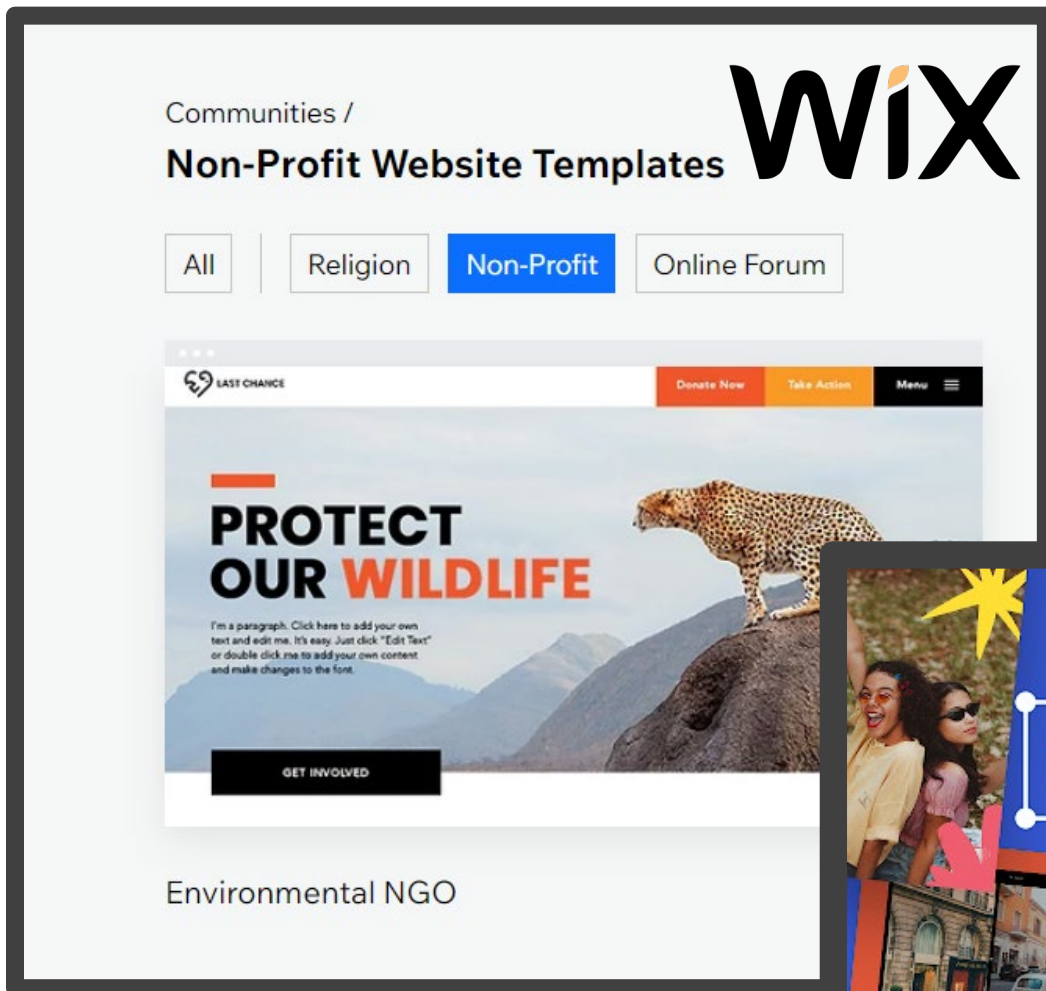 WiX
Communities /
Non-Profit Website Templates
All
Religion
Non-Profit
Online Forum
LAST CHANCE
Donate Now
Take Action
Menu
PROTECT
OUR WILDLIFE
I'm a paragraph. Click here to add your own
text and edit me. It's easy. Just click "Edit Text"
or double click me to add your own content
and make changes to the font.
GET INVOLVED
Environmental NGO